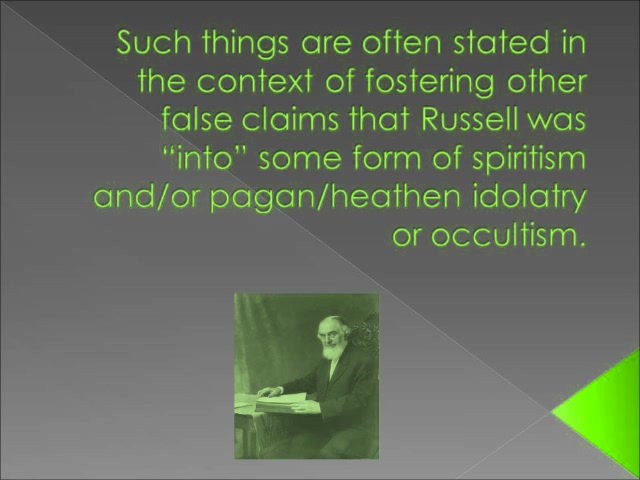 Such things are often stated in
the context of fostering other
false claims that Russell was
“into” some form of spiritism
and/or pagan/heathen idolatry
or occultism.